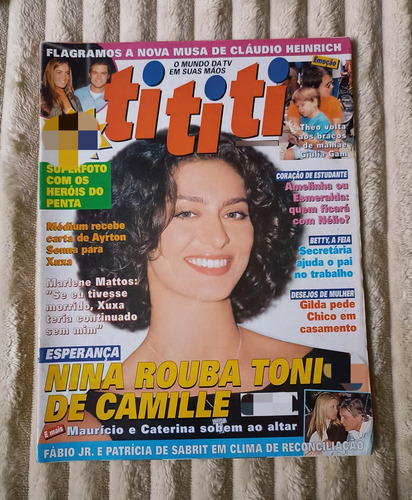 FLAGRAMOS A NOVA MUSA DE CLÁUDIO HEINRICH
O MUNDO DA TV
EM SUAS MÃOS
tititi
Emoção
Théo volta
aos braços de
mamãe
Giulia Gam
SUPERFOTO
COM OS
HERÓIS DO
PENTA
Médium recebe
carta de Ayrton
Senna para
Xuxa
Marlene Mattos:
"Se eu tivesse
morrido, Xuxa
teria continuado
sem mim"
CORAÇÃO DE ESTUDANTE
Amelinha ou
Esmeralda:
quem ficará
com Nélio?
BETTY, A FEIA
Secretária
ajuda o pai
no trabalho
DESEJOS DE MULHER
Gilda pede
Chico em
casamento
ESPERANÇA
NINA ROUBA TONI
DE CAMILLE
E mais
Maurício e Caterina sobem ao altar
FÁBIO JR. E PATRÍCIA DE SABRIT EM CLIMA DE RECONCILIAÇÃO